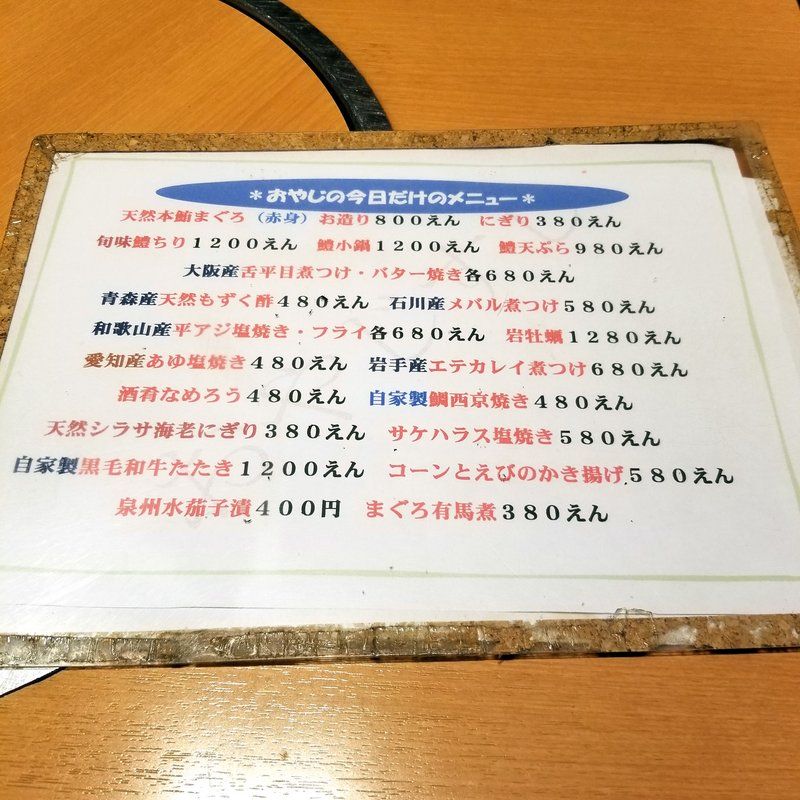 ＊おやじの今日だけのメニュー＊
天然本鮪まぐろ（赤身）お造り８００えん　にぎり３８０えん
旬味鱧ちり１２００えん　鱧小鍋１２００えん　鱧天ぷら９８０えん
大阪産舌平目煮つけ・バター焼き各６８０えん
青森産天然もずく酢４８０えん　石川産メバル煮つけ５８０えん
和歌山産平アジ塩焼き・フライ各６８０えん　岩牡蠣１２８０えん
愛知産あゆ塩焼き４８０えん　岩手産エテカレイ煮つけ６８０えん
酒肴なめろう４８０えん　自家製鯛西京焼き４８０えん
天然シラサ海老にぎり３８０えん　サケハラス塩焼き５８０えん
自家製黒毛和牛たたき１２００えん　コーンとえびのかき揚げ５８０えん
泉州水茄子漬４００円　まぐろ有馬煮３８０えん